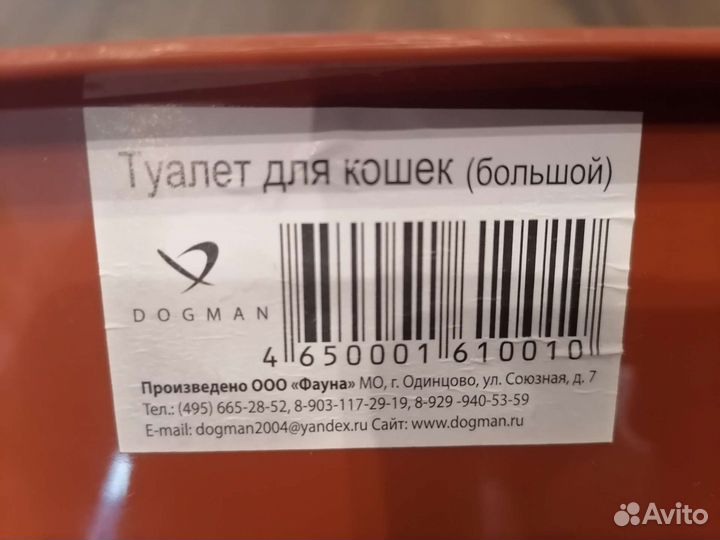 Туалет для кошек (большой)
DOGMAN
4 650001 610010
Произведено ООО «Фауна» МО, г. Одинцово, ул. Союзная, д. 7
Тел.: (495) 665-28-52, 8-903-117-29-19, 8-929 -940-53-59
E-mail: dogman2004@yandex.ru Сайт: www.dogman.ru
Avito